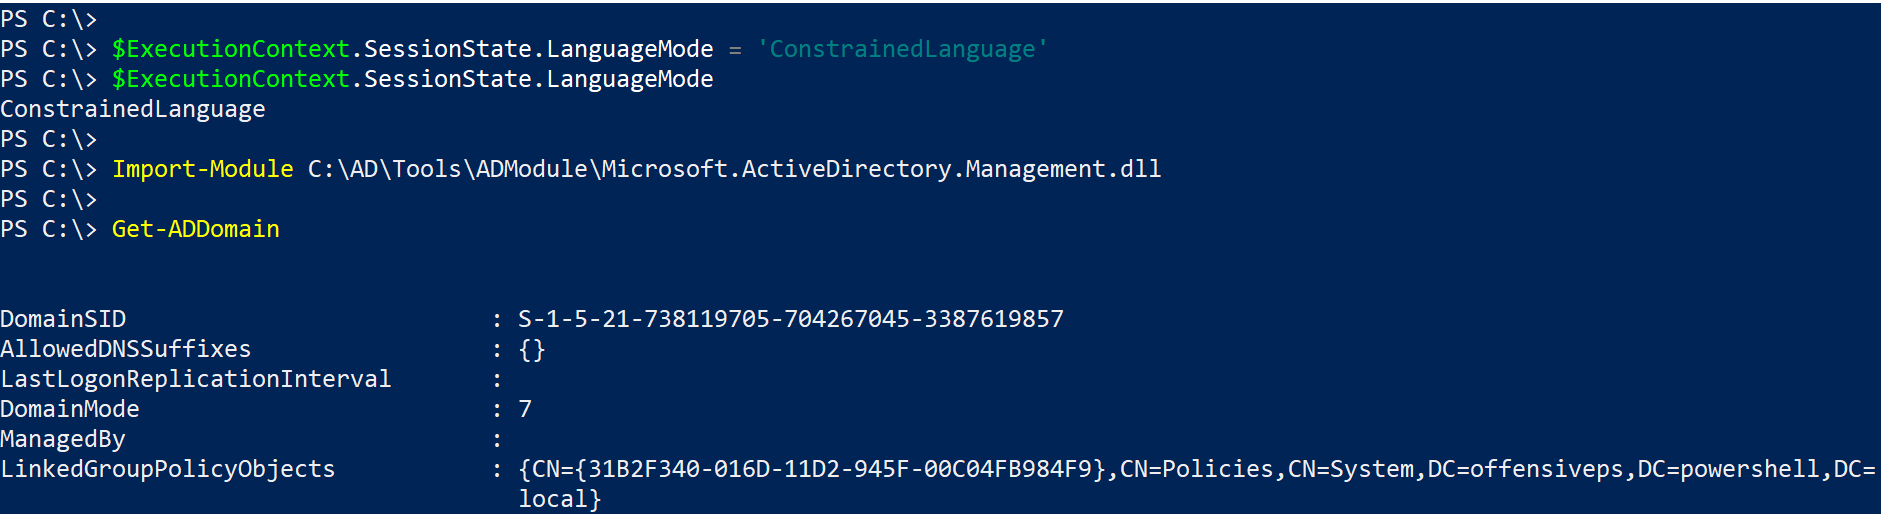 PS C:\>
PS C:\> $ExecutionContext.SessionState.LanguageMode = 'ConstrainedLanguage'
PS C:\> $ExecutionContext.SessionState.LanguageMode
ConstrainedLanguage
PS C:\>
PS C:\> Import-Module C:\AD\Tools\ADModule\Microsoft.ActiveDirectory.Management.dll
PS C:\>
PS C:\> Get-ADDomain
DomainSID : S-1-5-21-738119705-704267045-3387619857
AllowedDNSSuffixes : {}
LastLogonReplicationInterval :
DomainMode : 7
ManagedBy :
LinkedGroupPolicyObjects : {CN={31B2F340-016D-11D2-945F-00C04FB984F9},CN=Policies,CN=System,DC=offensiveps,DC=powershell,DC=
local}